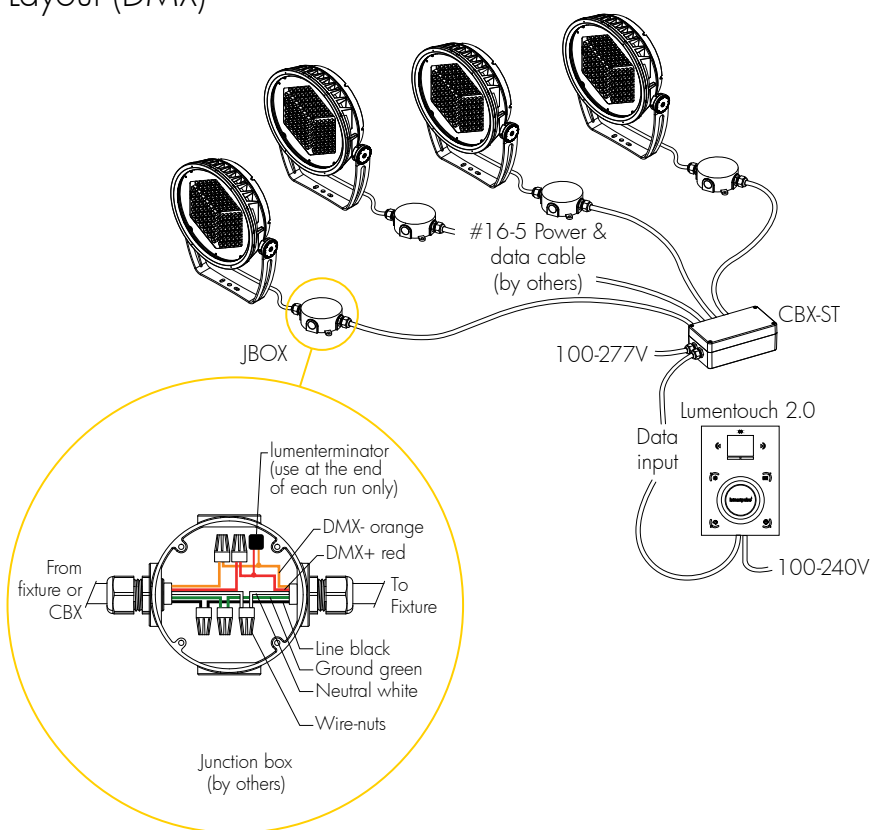 Layout (DMX)
#16-5 Power &
data cable
(by others)
CBX-ST
JBOX
100-277V
Lumentouch 2.0
Data
input
100-240V
lumenterminator
(use at the end
of each run only)
DMX- orange
DMX+ red
From
fixture or
CBX
To
Fixture
Line black
Ground green
Neutral white
Wire-nuts
Junction box
(by others)